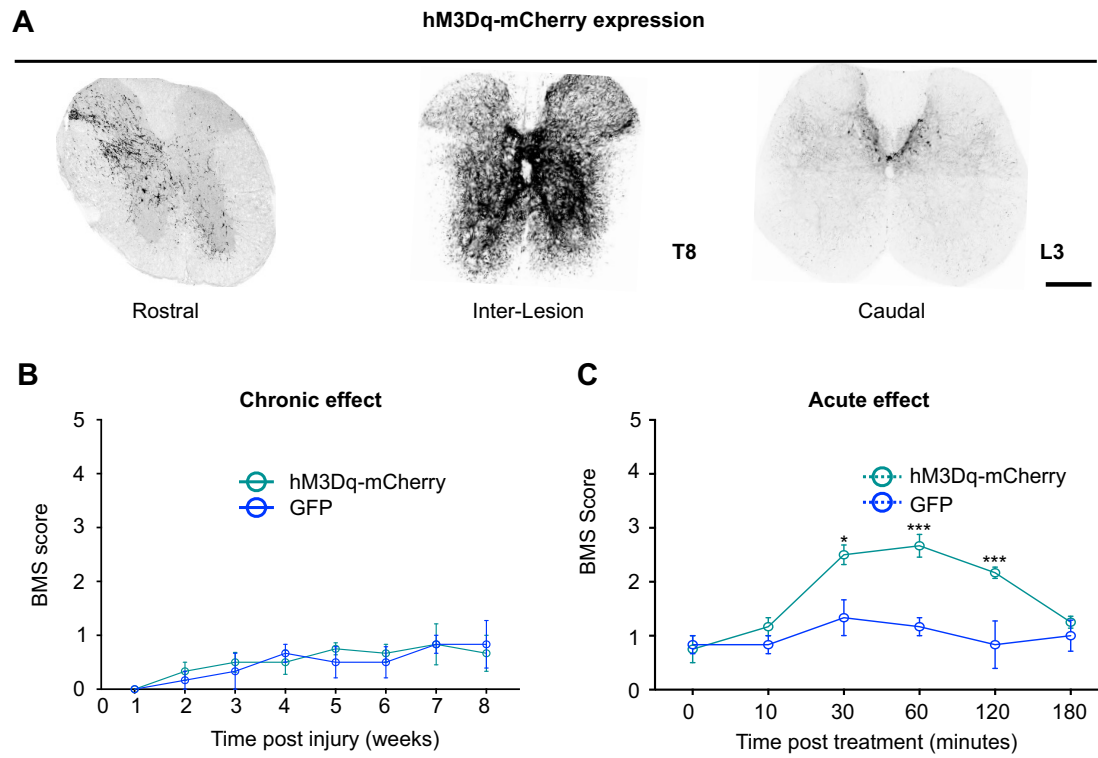 A
hM3Dq-mCherry expression
T8
L3
Rostral
Inter-Lesion
Caudal
B
Chronic effect
5
4
3
2
1
0
BMS score
hM3Dq-mCherry
GFP
0 1 2 3 4 5 6 7 8
Time post injury (weeks)
C
Acute effect
5
4
3
2
1
0
BMS Score
hM3Dq-mCherry
GFP
*
***
***
0 10 30 60 120 180
Time post treatment (minutes)